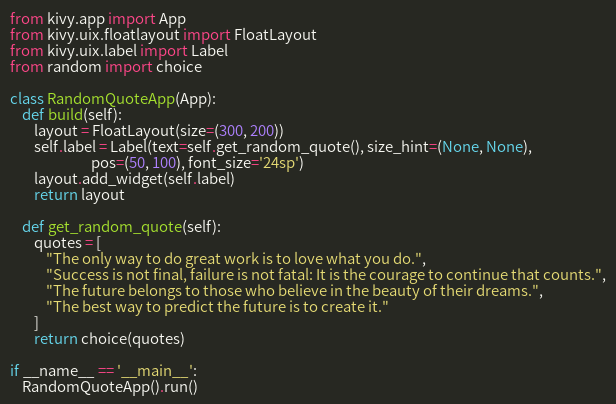 from kivy.app import App
from kivy.uix.floatlayout import FloatLayout
from kivy.uix.label import Label
from random import choice

class RandomQuoteApp(App):
    def build(self):
        layout = FloatLayout(size=(300, 200))
        self.label = Label(text=self.get_random_quote(), size_hint=(None, None),
                           pos=(50, 100), font_size='24sp')
        layout.add_widget(self.label)
        return layout

    def get_random_quote(self):
        quotes = [
            "The only way to do great work is to love what you do.",
            "Success is not final, failure is not fatal: It is the courage to continue that counts.",
            "The future belongs to those who believe in the beauty of their dreams.",
            "The best way to predict the future is to create it."
        ]
        return choice(quotes)

if __name__ == '__main__':
    RandomQuoteApp().run()